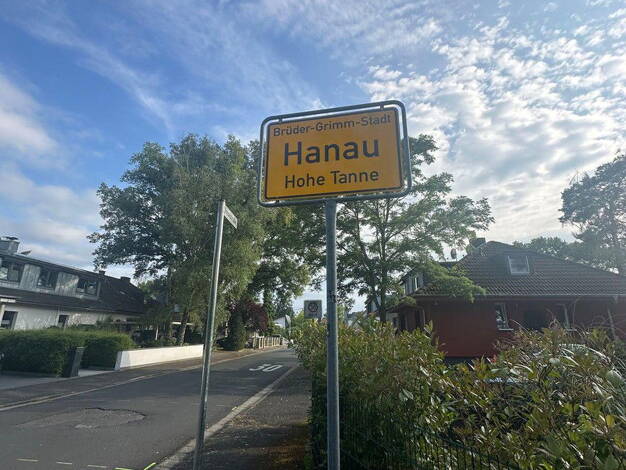 Brüder-Grimm-Stadt
Hanau
Hohe Tanne
30